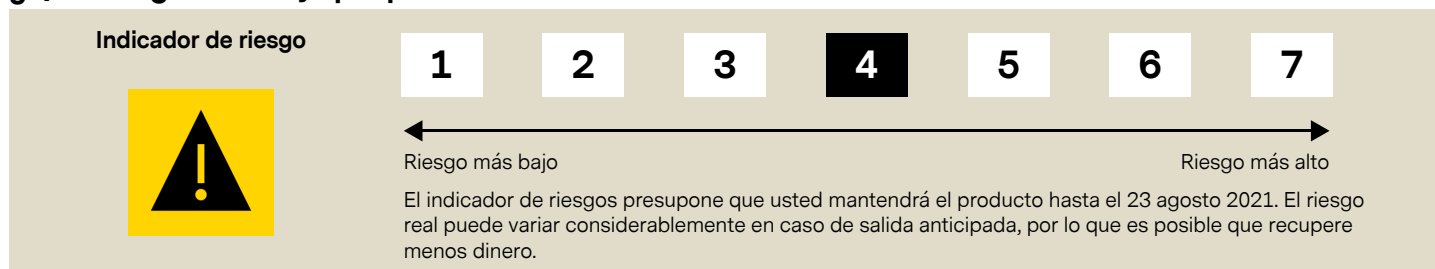 Indicador de riesgo
1 2 3 4 5 6 7
Riesgo más bajo Riesgo más alto
El indicador de riesgos presupone que usted mantendrá el producto hasta el 23 agosto 2021. El riesgo
real puede variar considerablemente en caso de salida anticipada, por lo que es posible que recupere
menos dinero.